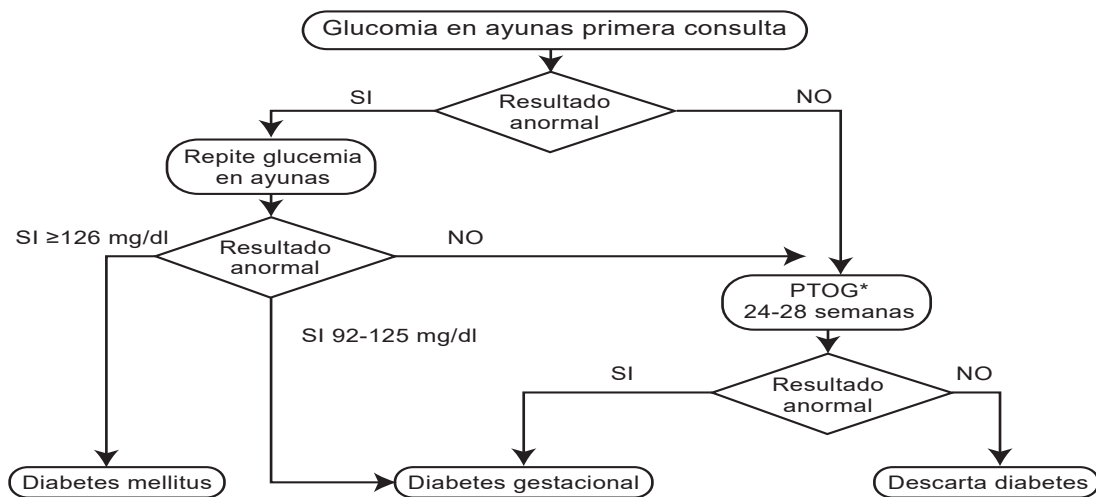 Glucomia en ayunas primera consulta
SI
Resultado
anormal
NO
Repite glucemia
en ayunas
SI ≥126 mg/dl
Resultado
anormal
NO
PTOG*
24-28 semanas
SI 92-125 mg/dl
SI
Resultado
anormal
NO
Diabetes mellitus
Diabetes gestacional
Descarta diabetes